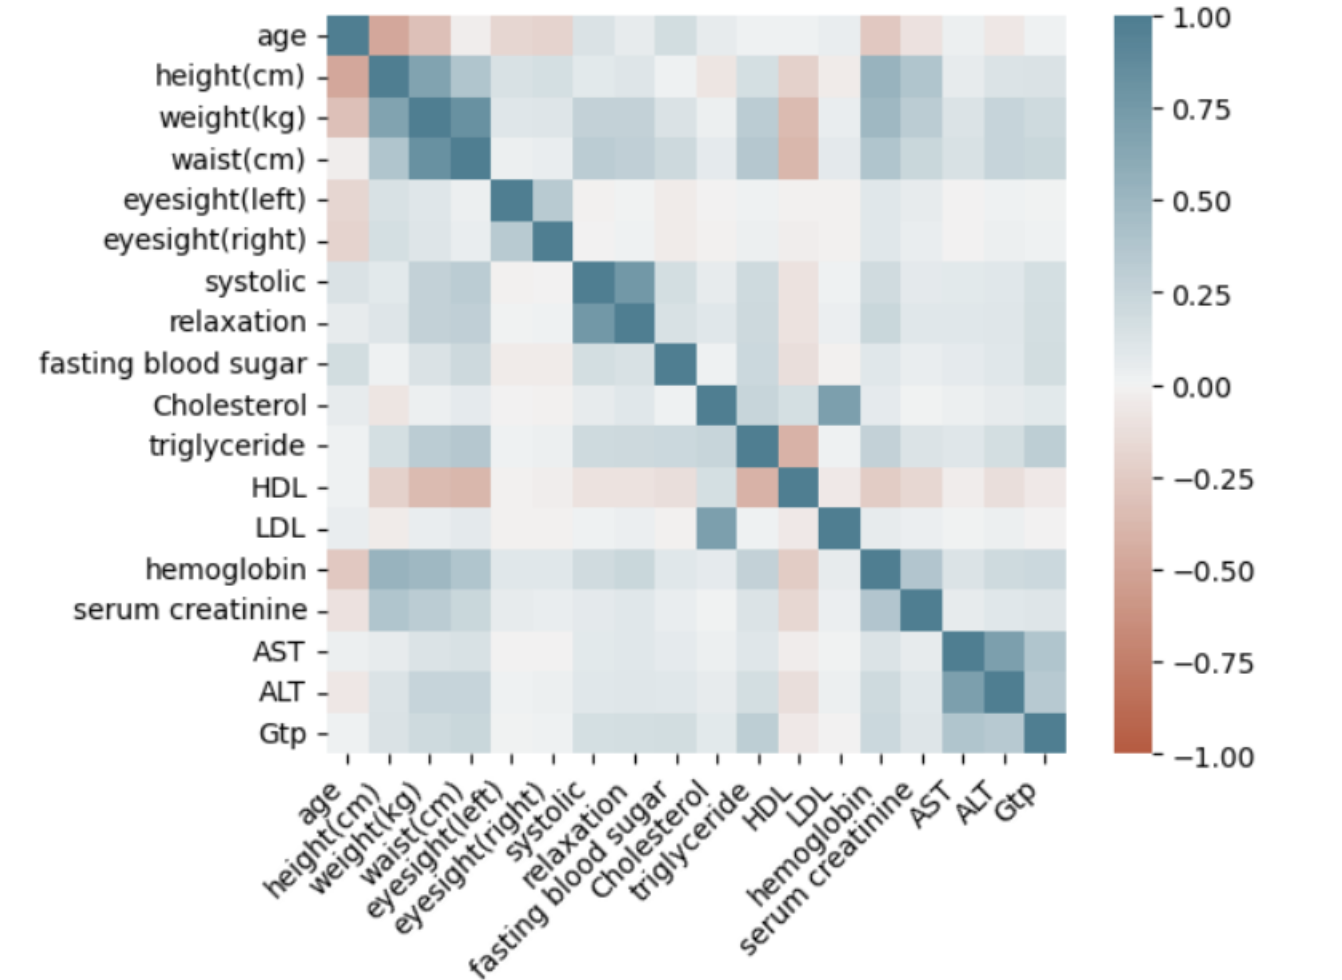 age
height(cm)
weight(kg)
waist(cm)
eyesight(left)
eyesight(right)
systolic
relaxation
fasting blood sugar
Cholesterol
triglyceride
HDL
LDL
hemoglobin
serum creatinine
AST
ALT
Gtp
age
height(cm)
weight(kg)
waist(cm)
eyesight(left)
eyesight(right)
systolic
relaxation
fasting blood sugar
Cholesterol
triglyceride
HDL
LDL
hemoglobin
serum creatinine
AST
ALT
Gtp
1.00
0.75
0.50
0.25
0.00
−0.25
−0.50
−0.75
−1.00